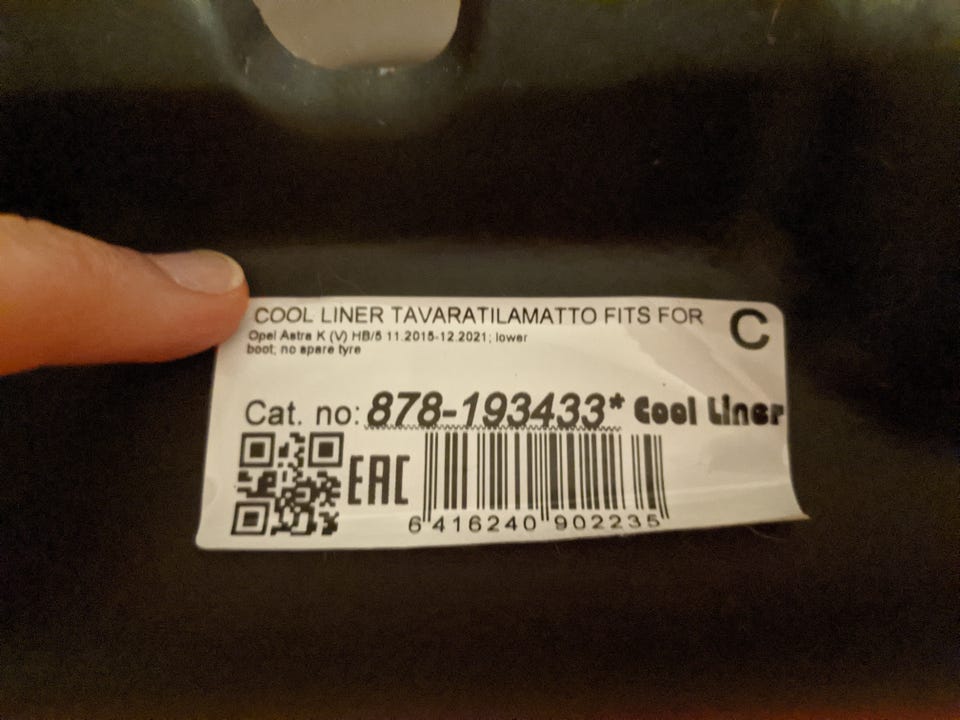 COOL LINER TAVARATILAMATTO FITS FOR
C
Opel Astra K (V) HB/5 11.2015-12.2021; lower
boot; no spare tyre
Cat. no: 878-193433* Cool Liner
EAC
6 416240 902235